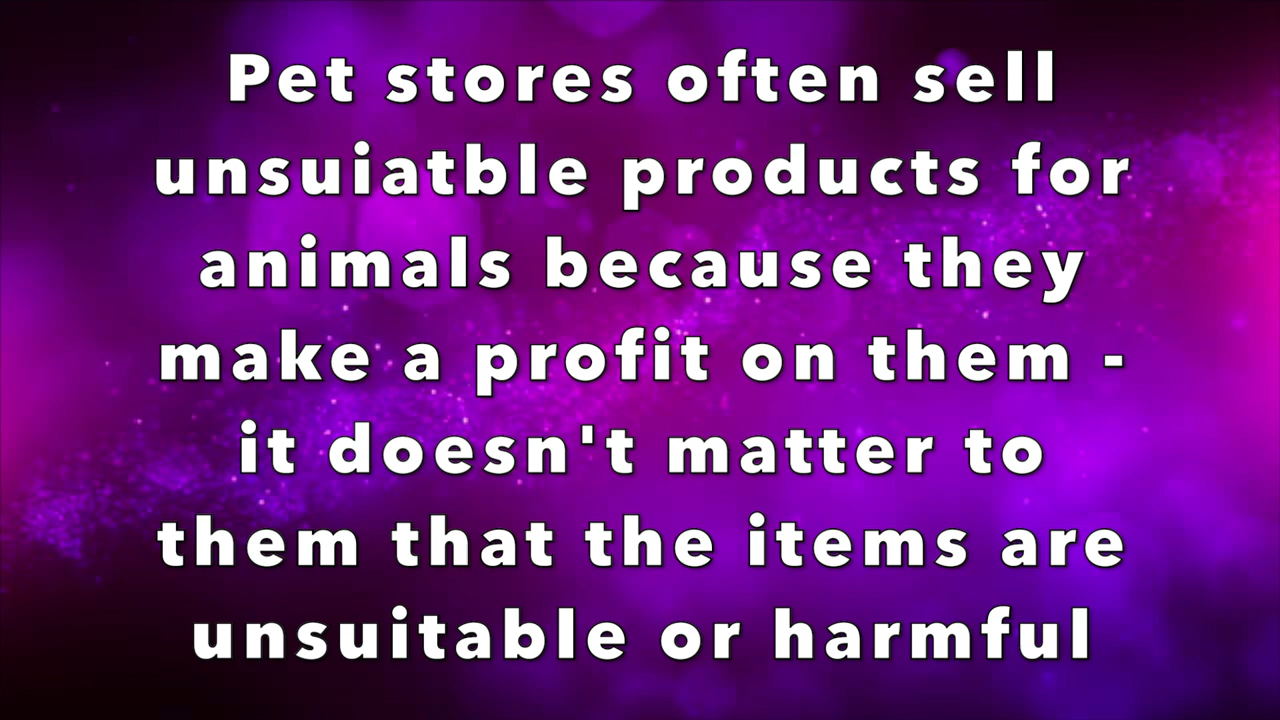 Pet stores often sell
unsuiatble products for
animals because they
make a profit on them -
it doesn't matter to
them that the items are
unsuitable or harmful